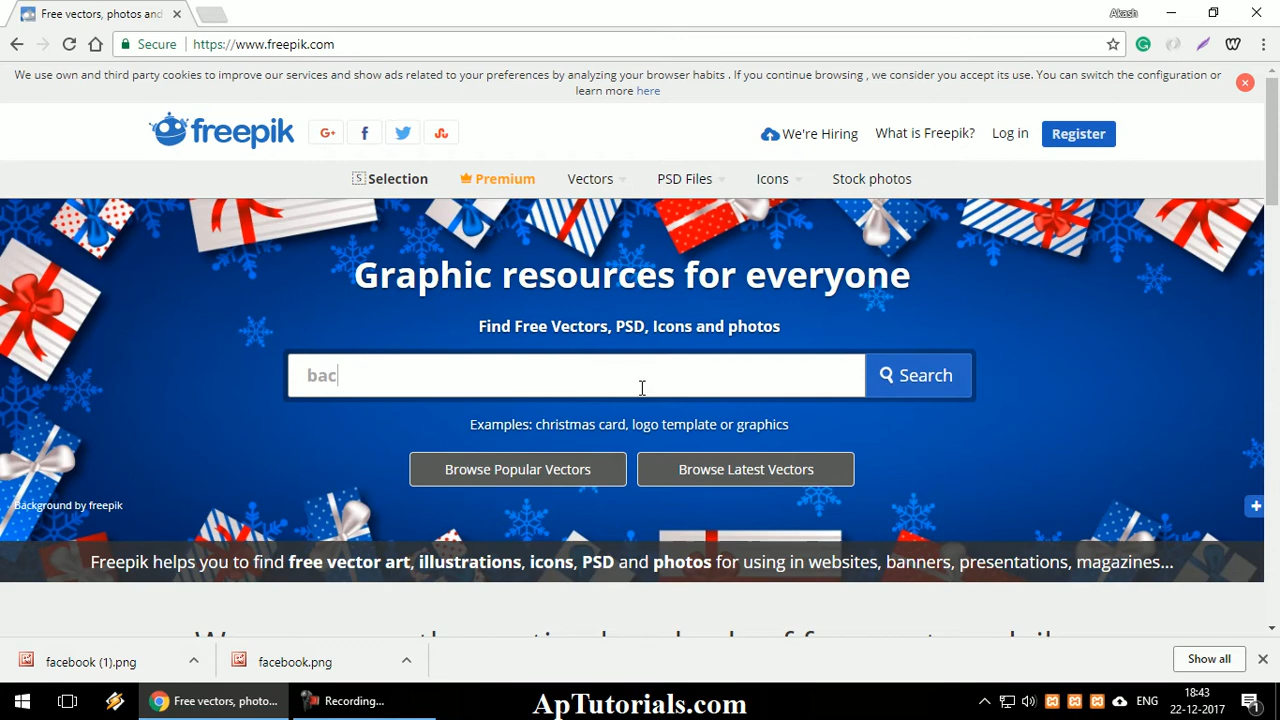 Free vectors, photos and
Akash
Secure https://www.freepik.com
We use own and third party cookies to improve our services and show ads related to your preferences by analyzing your browser habits . If you continue browsing , we consider you accept its use. You can switch the configuration or
learn more here
freepik G+ f We're Hiring What is Freepik? Log in Register
S Selection Premium Vectors PSD Files Icons Stock photos
Graphic resources for everyone
Find Free Vectors, PSD, Icons and photos
bac Search
Examples: christmas card, logo template or graphics
Browse Popular Vectors Browse Latest Vectors
Background by freepik
Freepik helps you to find free vector art, illustrations, icons, PSD and photos for using in websites, banners, presentations, magazines...
facebook (1).png facebook.png Show all
Free vectors, photo... Recording... ApTutorials.com ENG 18:43
22-12-2017 1